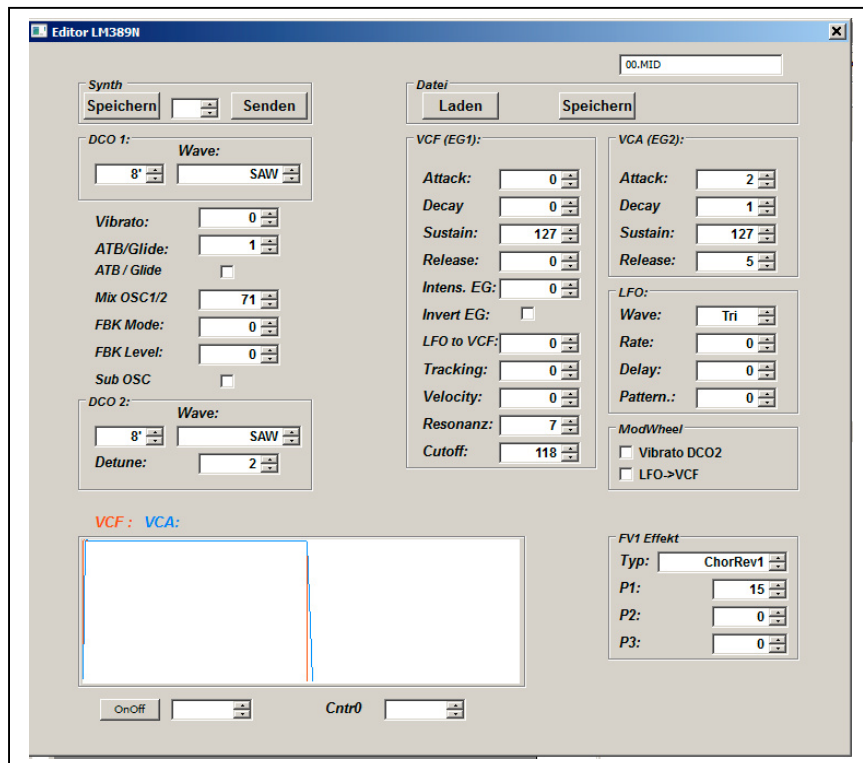 Editor LM389N
00.MID
Synth
Speichern
Senden
Datei
Laden
Speichern
DCO 1:
Wave:
8'
SAW
Vibrato:
0
ATB/Glide:
1
ATB / Glide
Mix OSC1/2
71
FBK Mode:
0
FBK Level:
0
Sub OSC
DCO 2:
Wave:
8'
SAW
Detune:
2
VCF (EG1):
Attack:
0
Decay
0
Sustain:
127
Release:
0
Intens. EG:
0
Invert EG:
LFO to VCF:
0
Tracking:
0
Velocity:
0
Resonanz:
7
Cutoff:
118
VCA (EG2):
Attack:
2
Decay
1
Sustain:
127
Release:
5
LFO:
Wave:
Tri
Rate:
0
Delay:
0
Pattern.:
0
ModWheel
Vibrato DCO2
LFO->VCF
VCF : VCA:
FV1 Effekt
Typ:
ChorRev1
P1:
15
P2:
0
P3:
0
OnOff
Cntr0